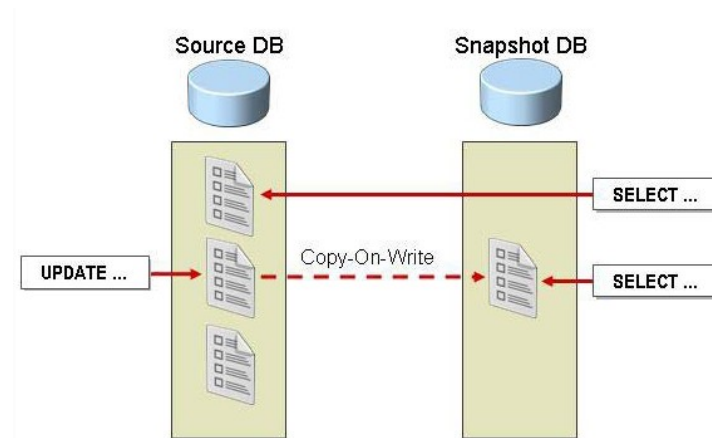 Source DB
Snapshot DB
SELECT ...
Copy-On-Write
UPDATE ...
SELECT ...